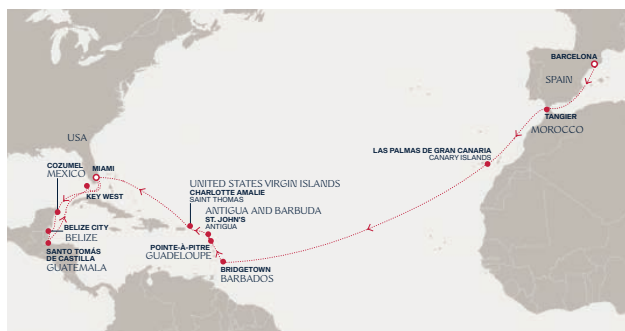 BARCELONA
SPAIN
TANGIER
MOROCCO
LAS PALMAS DE GRAN CANARIA
CANARY ISLANDS
USA
COZUMEL
MEXICO
MIAMI
KEY WEST
BELIZE CITY
BELIZE
SANTO TOMÁS
DE CASTILLA
GUATEMALA
UNITED STATES VIRGIN ISLANDS
CHARLOTTE AMALIE
SAINT THOMAS
ANTIGUA AND BARBUDA
ST. JOHN'S
ANTIGUA
POINTE-À-PITRE
GUADELOUPE
BRIDGETOWN
BARBADOS